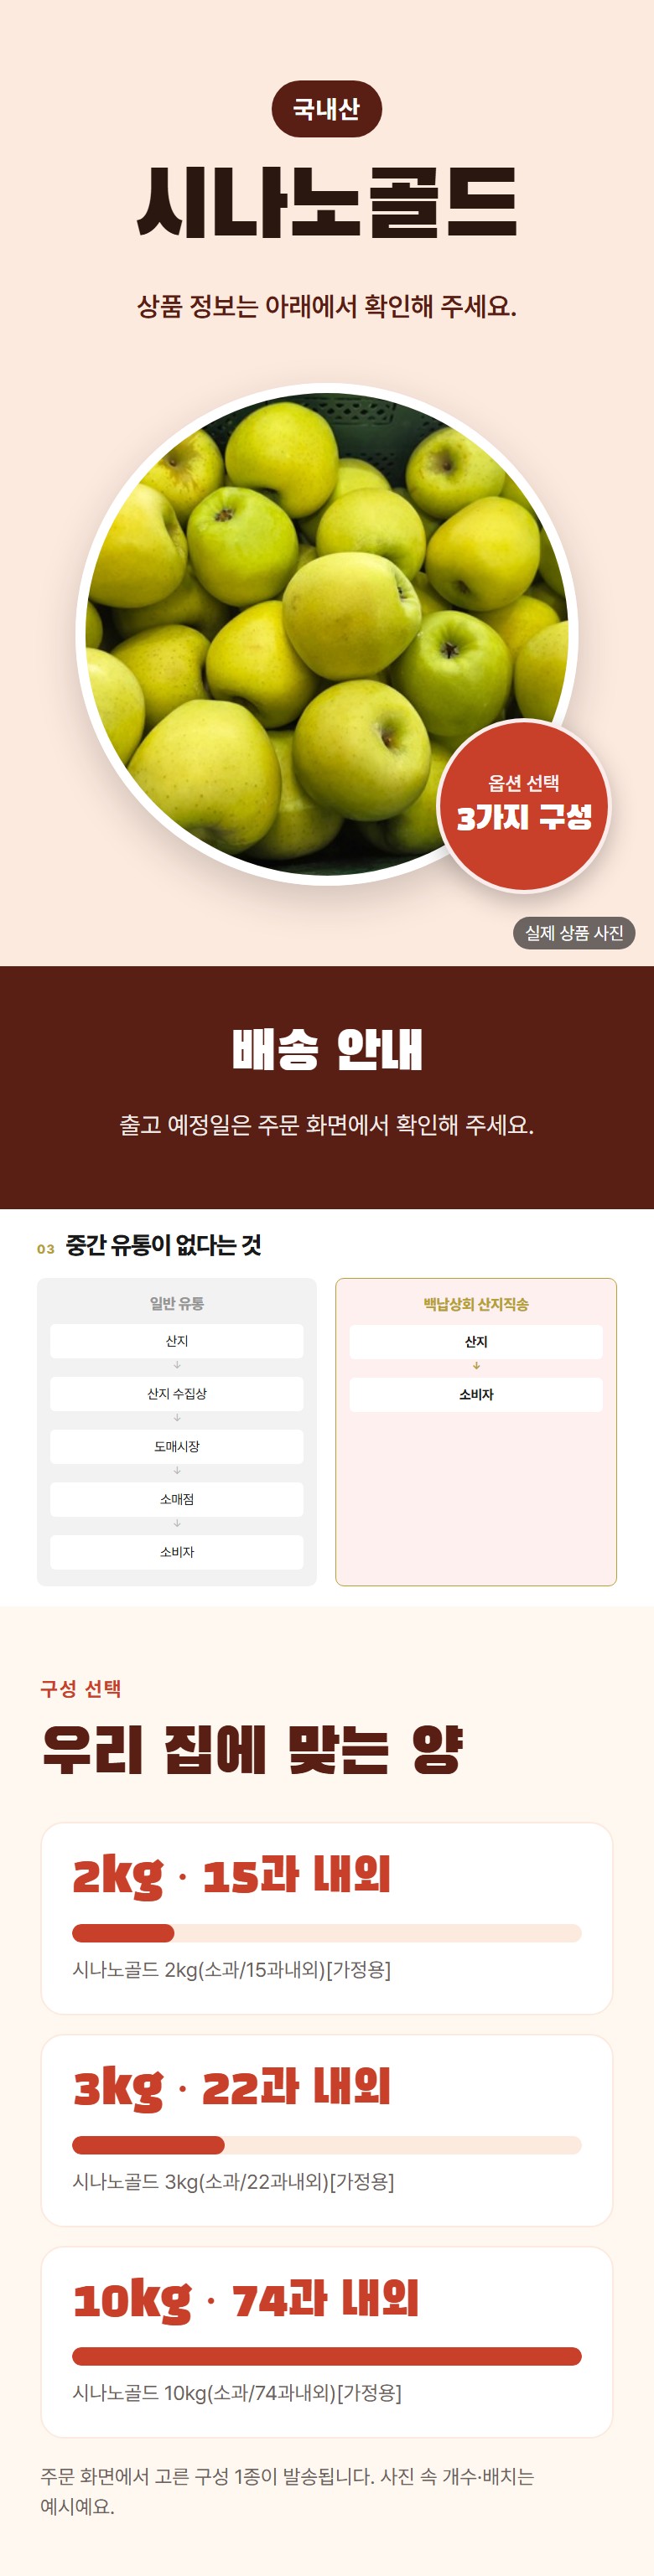 국내산
시나노골드
상품 정보는 아래에서 확인해 주세요.
옵션 선택
3가지 구성
실제 상품 사진
배송 안내
출고 예정일은 주문 화면에서 확인해 주세요.
03 중간 유통이 없다는 것
일반 유통
산지
↓
산지 수집상
↓
도매시장
↓
소매점
↓
소비자
백납상회 산지직송
산지
↓
소비자
구성 선택
우리 집에 맞는 양
2kg · 15과 내외
시나노골드 2kg(소과/15과내외)[가정용]
3kg · 22과 내외
시나노골드 3kg(소과/22과내외)[가정용]
10kg · 74과 내외
시나노골드 10kg(소과/74과내외)[가정용]
주문 화면에서 고른 구성 1종이 발송됩니다. 사진 속 개수·배치는
예시예요.